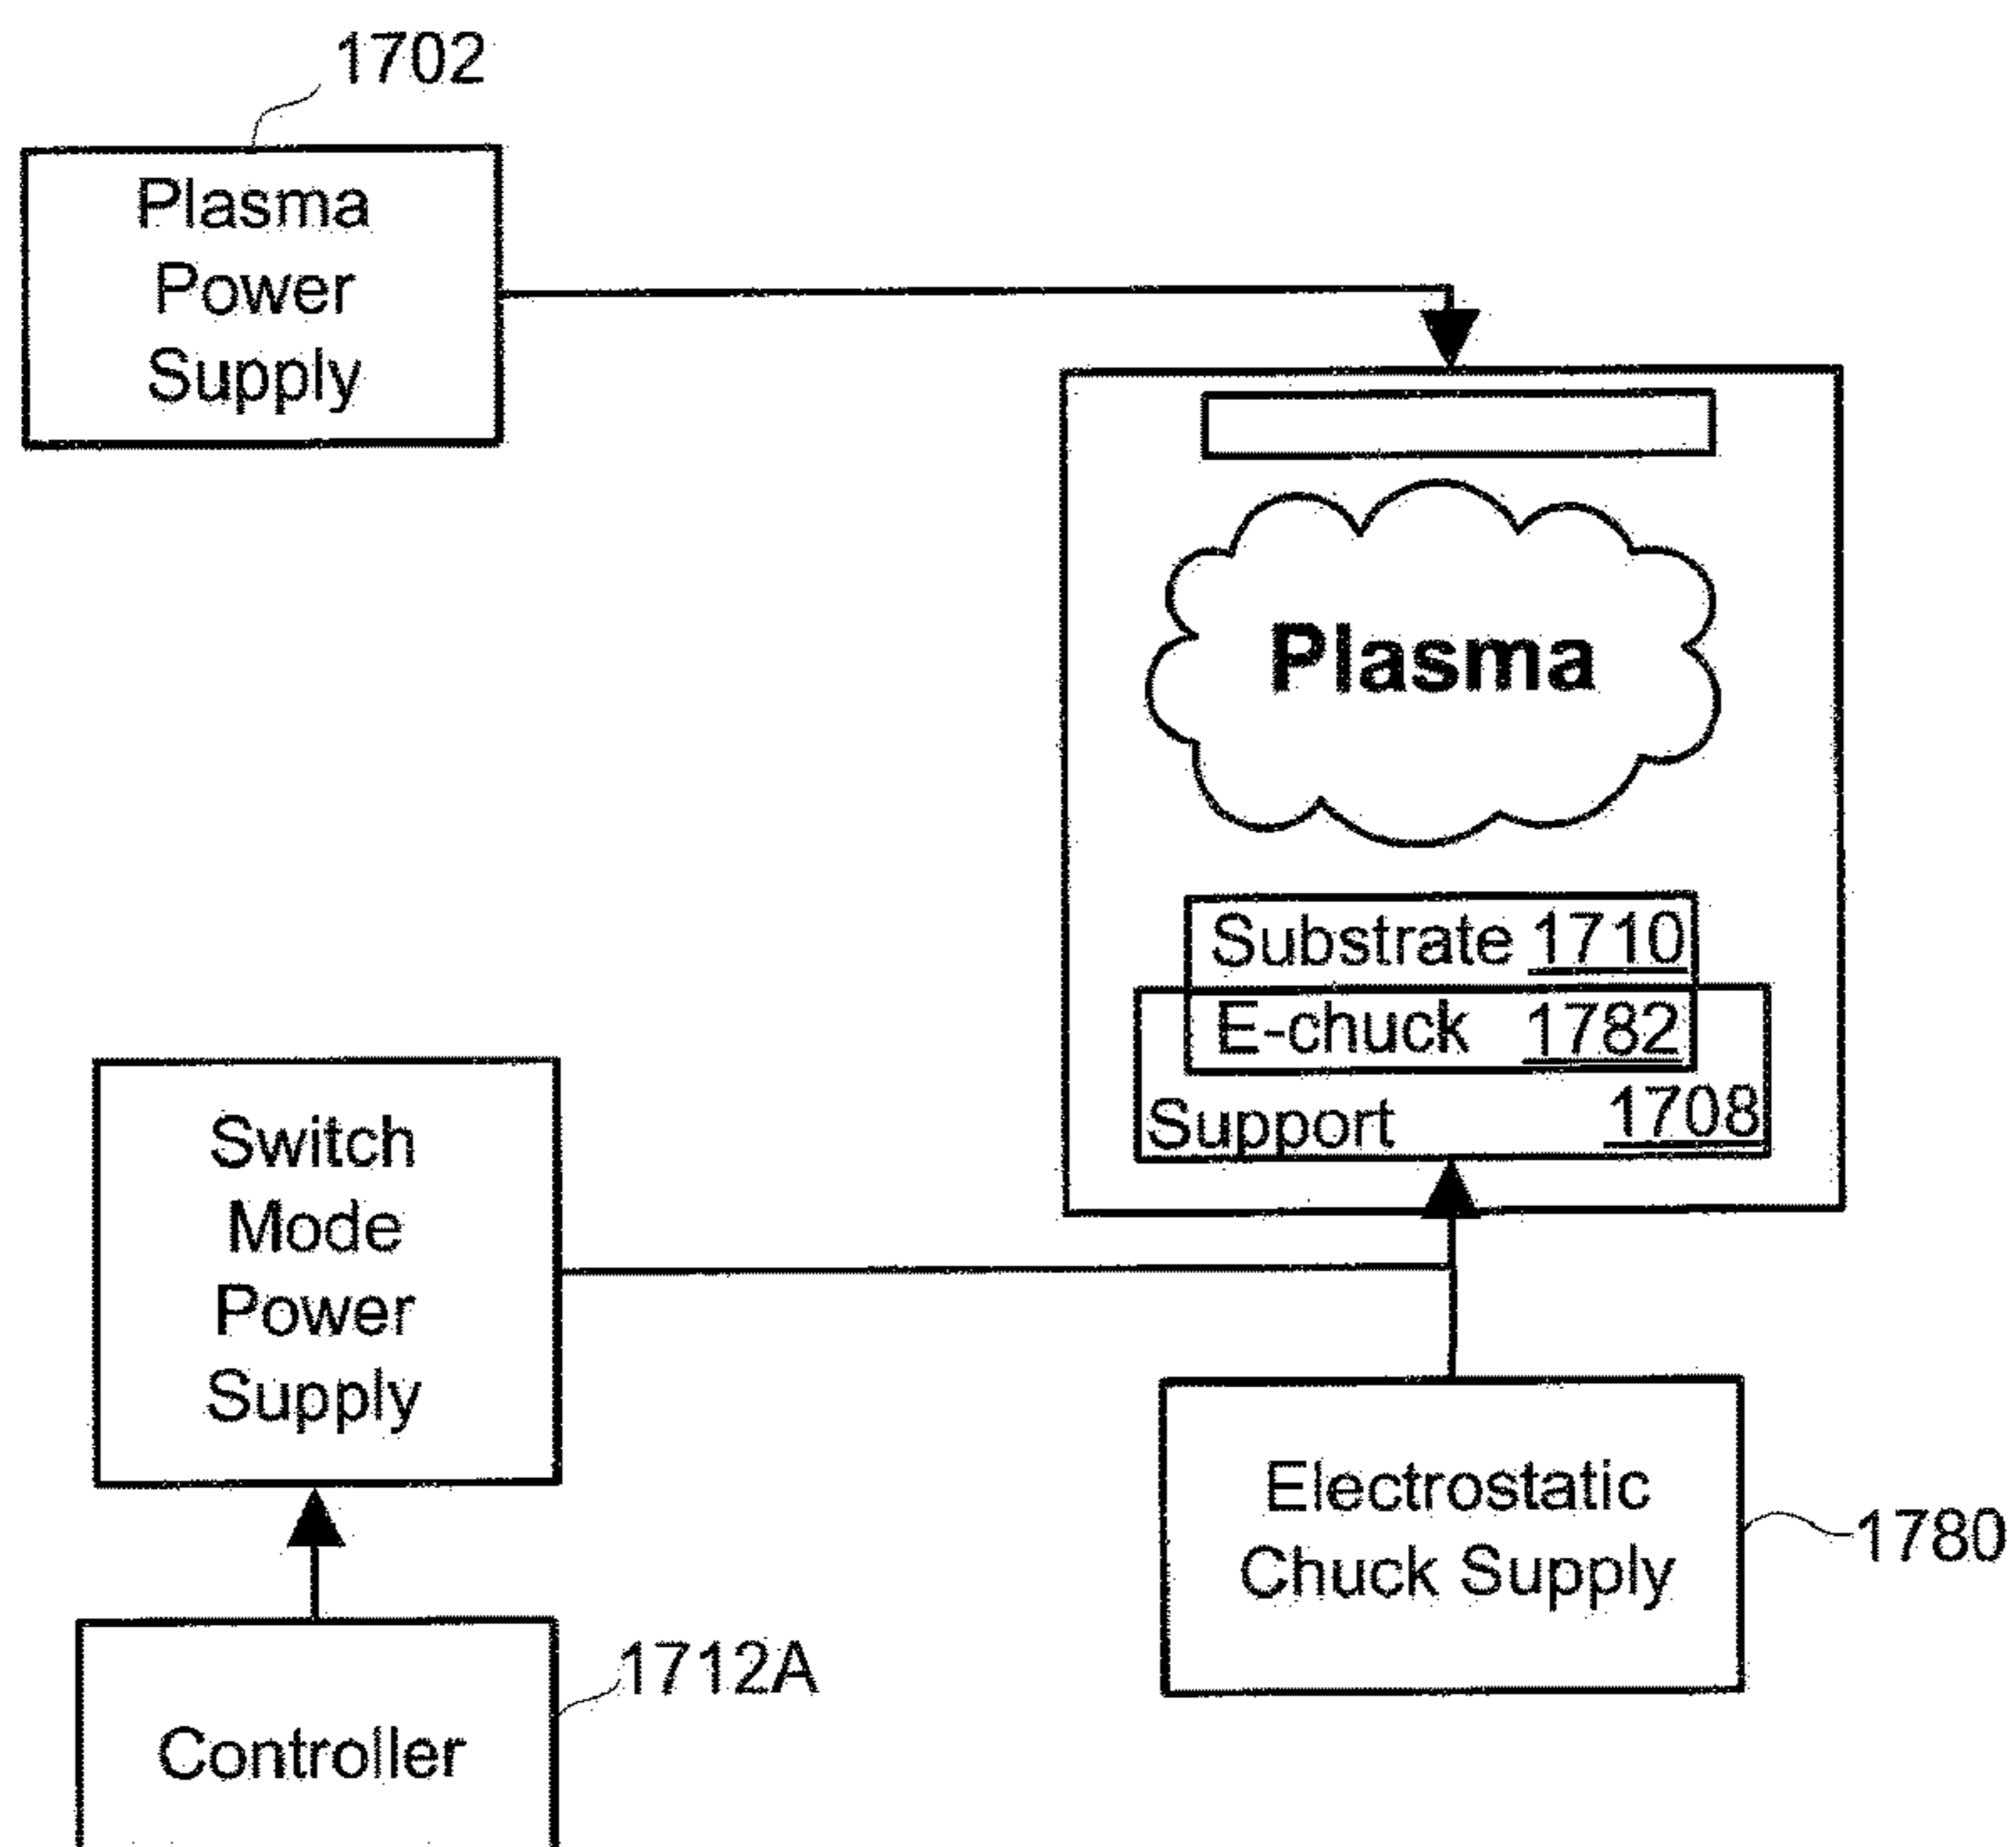 1702
Plasma
Power
Supply
Plasma
Substrate 1710
E-chuck 1782
Support 1708
Switch
Mode
Power
Supply
Electrostatic
Chuck Supply
1780
1712A
Controller